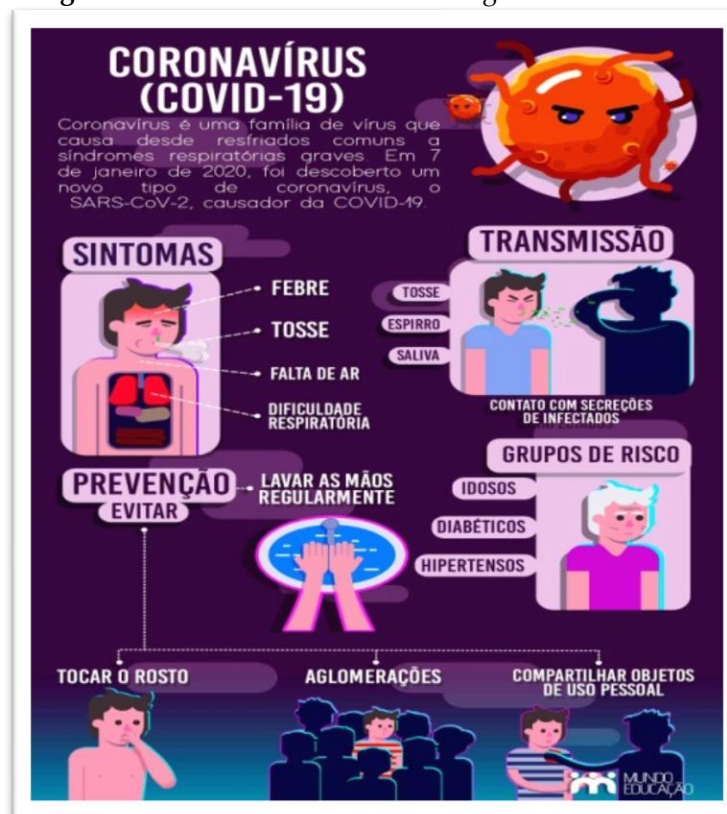 CORONAVÍRUS
(COVID-19)
Coronavírus é uma família de vírus que
causa desde resfriados comuns a
síndromes respiratórias graves. Em 7
de janeiro de 2020, foi descoberto um
novo tipo de coronavírus, o
SARS-CoV-2, causador da COVID-19.
SINTOMAS
FEBRE
TOSSE
FALTA DE AR
DIFICULDADE
RESPIRATÓRIA
TRANSMISSÃO
TOSSE
ESPIRRO
SALIVA
CONTATO COM SECREÇÕES
DE INFECTADOS
GRUPOS DE RISCO
IDOSOS
DIABÉTICOS
HIPERTENSOS
PREVENÇÃO
LAVAR AS MÃOS
REGULARMENTE
EVITAR
TOCAR O ROSTO
AGLOMERAÇÕES
COMPARTILHAR OBJETOS
DE USO PESSOAL
MUNDO
EDUCAÇÃO